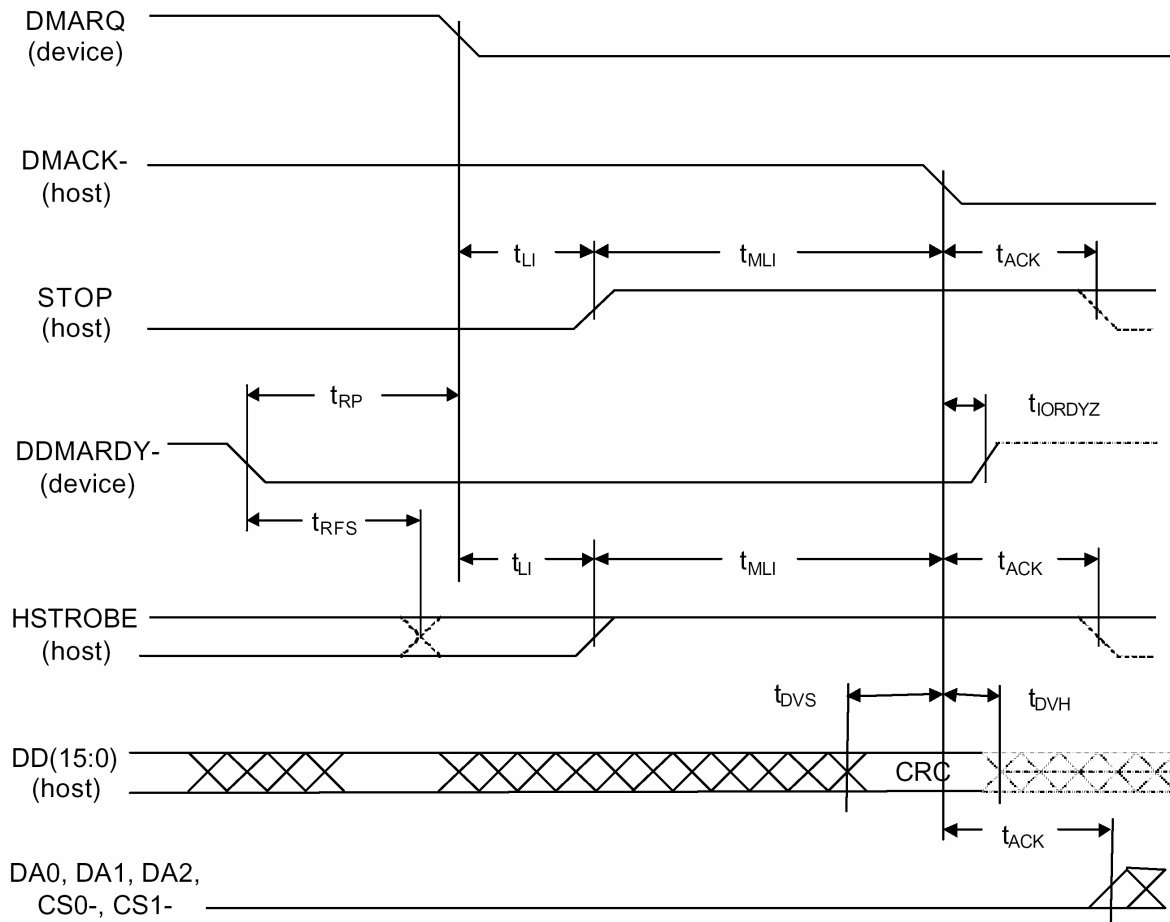 DMARQ
(device)
DMACK-
(host)
tLI
tMLI
tACK
STOP
(host)
tRP
tIORDYZ
DDMARDY-
(device)
tRFS
tLI
tMLI
tACK
HSTROBE
(host)
tDVS
tDVH
DD(15:0)
(host)
CRC
tACK
DA0, DA1, DA2,
CS0-, CS1-